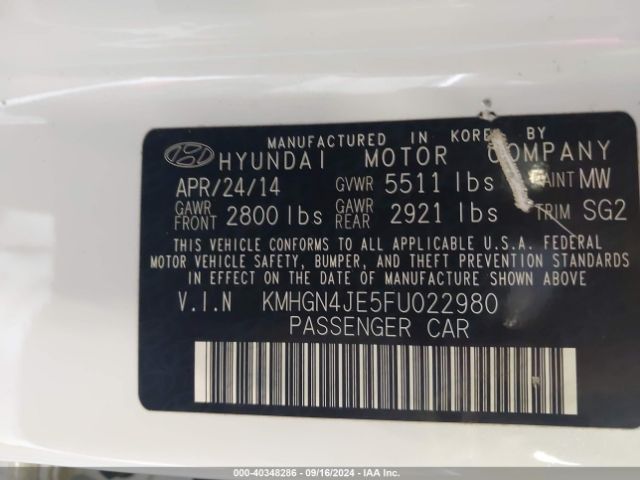 MANUFACTURED IN KOREA BY
HYUNDAI MOTOR COMPANY
APR/24/14 GVWR 5511 lbs PAINT MW
GAWR FRONT 2800 lbs GAWR REAR 2921 lbs TRIM SG2
THIS VEHICLE CONFORMS TO ALL APPLICABLE U.S.A. FEDERAL
MOTOR VEHICLE SAFETY, BUMPER, AND THEFT PREVENTION STANDARDS
IN EFFECT ON THE DATE OF MANUFACTURE SHOWN ABOVE.
V.I.N KMHGN4JE5FU022980
PASSENGER CAR
000-40348286 - 09/16/2024 - IAAI.COM